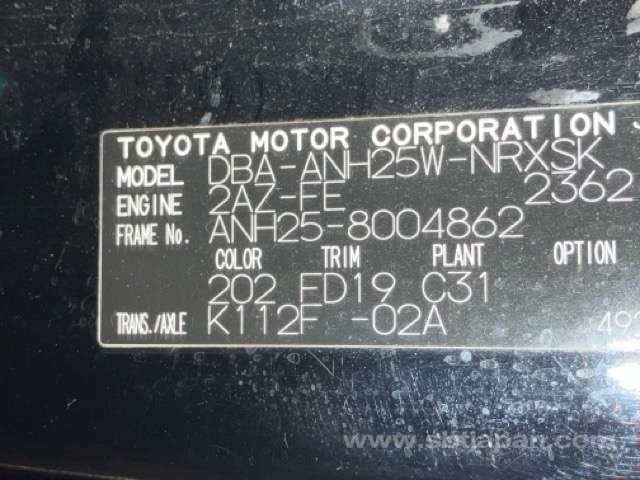 TOYOTA MOTOR CORPORATION
MODEL DBA-ANH25W-NRXSK
ENGINE 2AZ-FE 2362
FRAME No. ANH25-8004862
COLOR TRIM PLANT OPTION
202 FD19 C31
TRANS./AXLE K112F -02A
www.sbtjapan.com